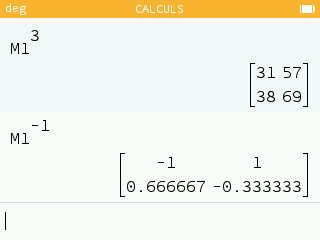 deg CALCULS
M1^3
[31 57
38 69]
M1^-1
[-1 1
0.666667 -0.333333]